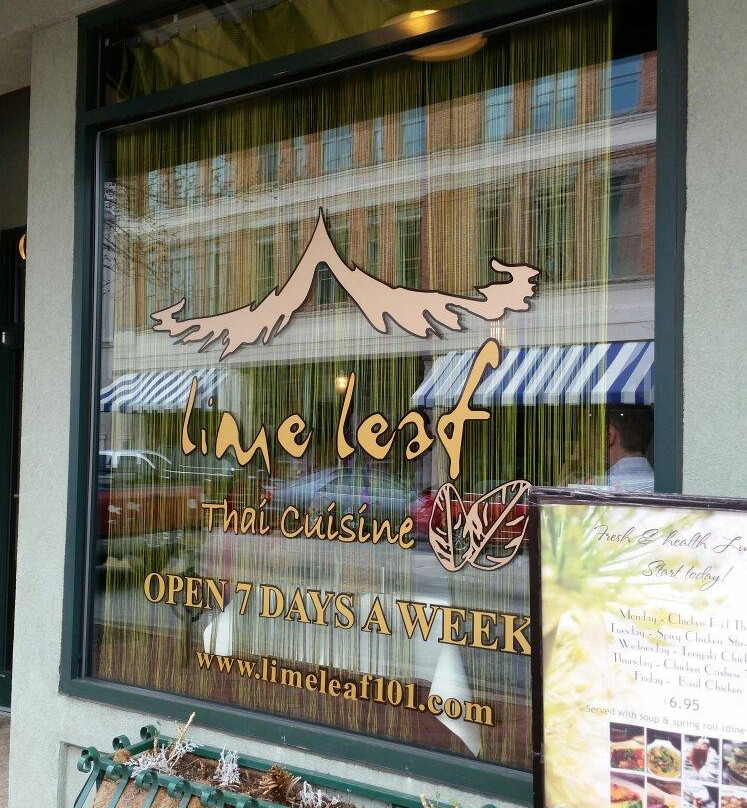 lime leaf
Thai Cuisine
OPEN 7 DAYS A WEEK
www.limeleaf101.com
Fresh & health
Start today!
Monday - Chicken Pad
Tuesday - Spicy Chicken
Wednesday - Teriyaki
Thursday - Chicken Cashew
Friday - Basil Chicken
6.95
Served with soup & spring roll